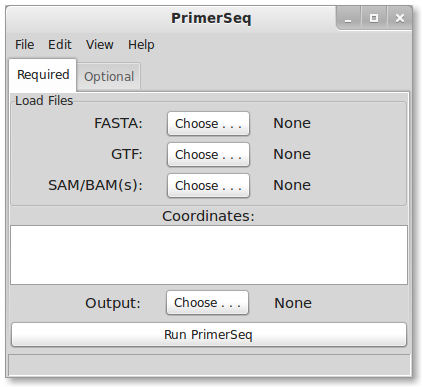 PrimerSeq
File Edit View Help
Required Optional
Load Files
FASTA: Choose . . . None
GTF: Choose . . . None
SAM/BAM(s): Choose . . . None
Coordinates:
Output: Choose . . . None
Run PrimerSeq